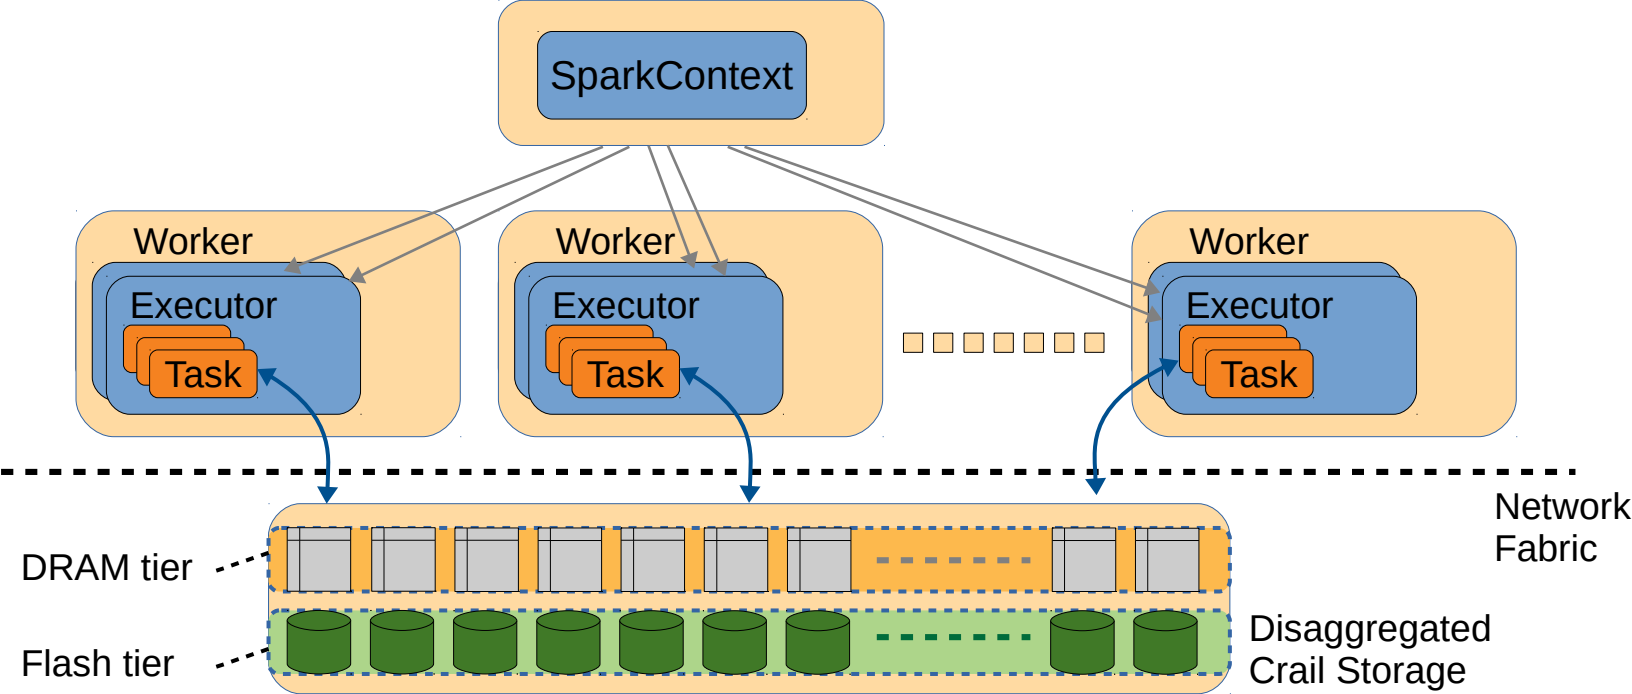 SparkContext
Worker
Worker
Worker
Executor
Executor
Executor
Task
Task
Task
Network
Fabric
DRAM tier
Disaggregated
Crail Storage
Flash tier